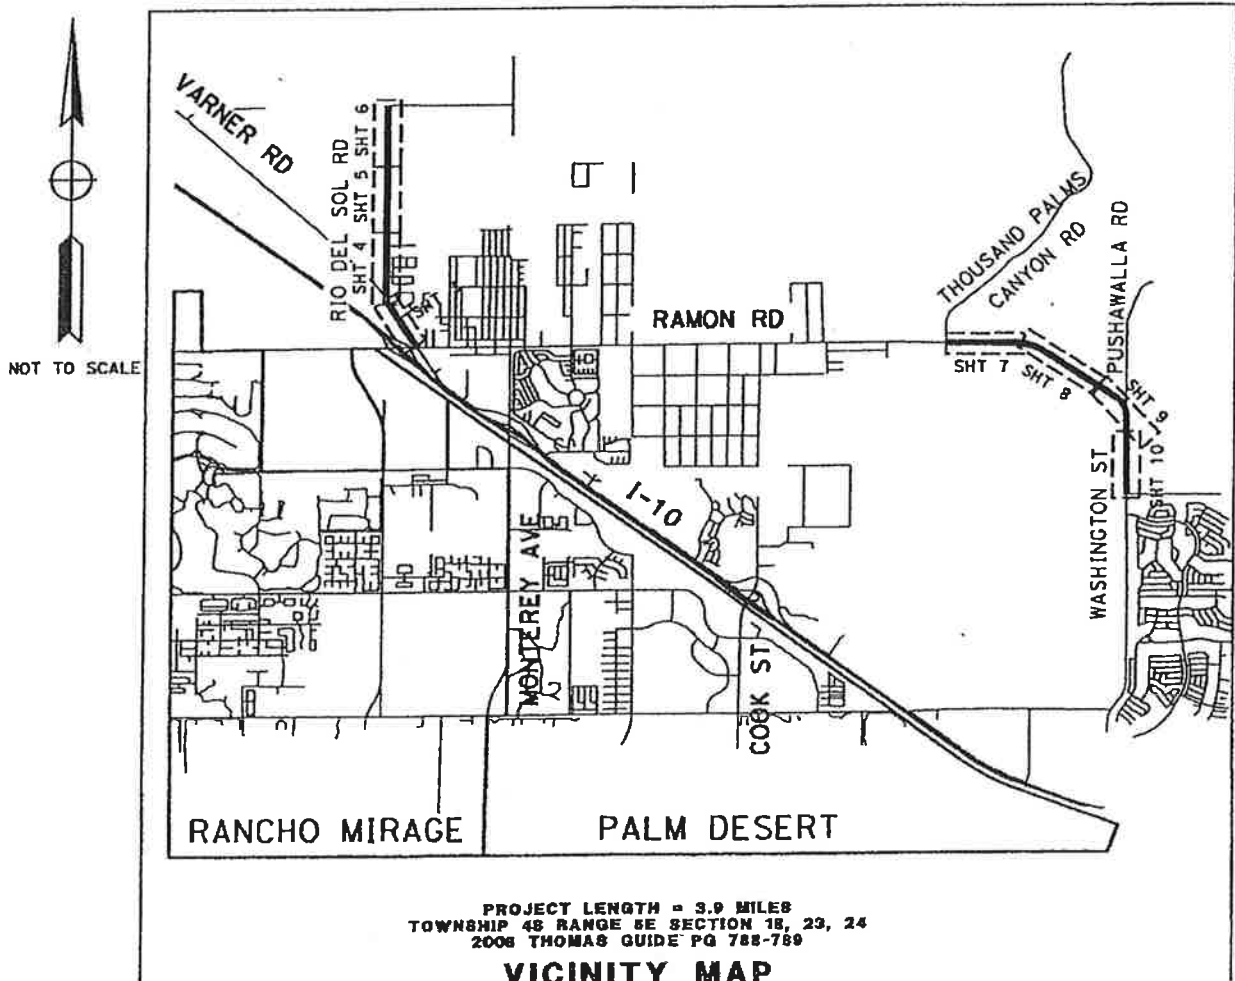 VARNER RD
RIO DEL SOL RD
SHT 4 SHT 5 SHT 6
SHT
NOT TO SCALE
RAMON RD
THOUSAND PALMS
CANYON RD
PUSHAWALLA RD
SHT 7
SHT 8
SHT 9
SHT 10
WASHINGTON ST
I-10
MONTEREY AVE
COOK ST
RANCHO MIRAGE
PALM DESERT
PROJECT LENGTH = 3.9 MILES
TOWNSHIP 4S RANGE 5E SECTION 18, 23, 24
2006 THOMAS GUIDE PG 788-789
VICINITY MAP